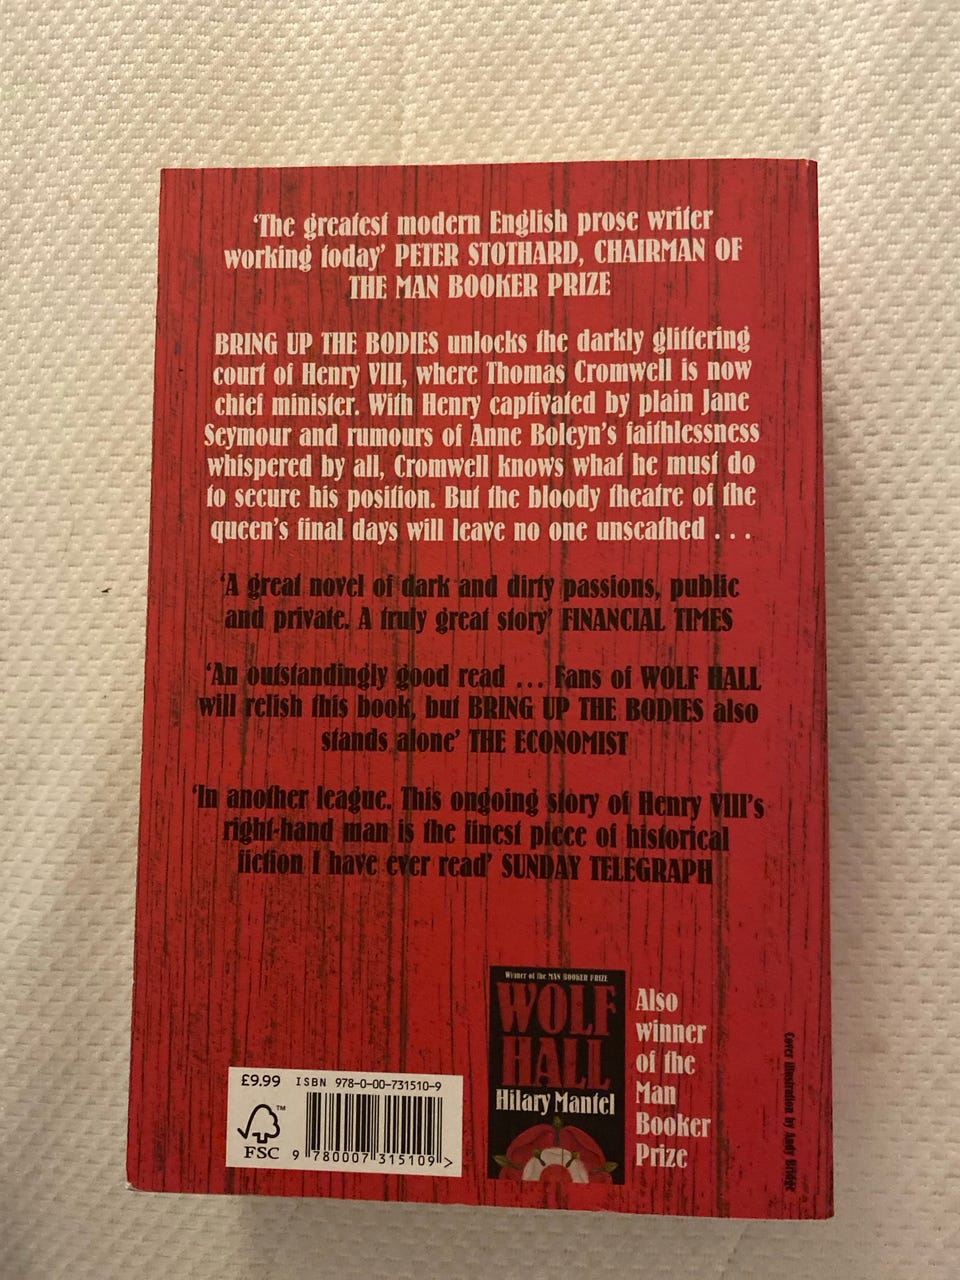 ‘The greatest modern English prose writer
working today’ PETER STOTHARD, CHAIRMAN OF
THE MAN BOOKER PRIZE
BRING UP THE BODIES unlocks the darkly glittering
court of Henry VIII, where Thomas Cromwell is now
chief minister. With Henry captivated by plain Jane
Seymour and rumours of Anne Boleyn’s faithlessness
whispered by all, Cromwell knows what he must do
to secure his position. But the bloody theatre of the
queen’s final days will leave no one unscathed . . .
‘A great novel of dark and dirty passions, public
and private. A truly great story’ FINANCIAL TIMES
‘An outstandingly good read ... Fans of WOLF HALL
will relish this book, but BRING UP THE BODIES also
stands alone’ THE ECONOMIST
‘In another league. This ongoing story of Henry VIII’s
right-hand man is the finest piece of historical
fiction I have ever read’ SUNDAY TELEGRAPH
Winner of the MAN BOOKER PRIZE
WOLF
HALL
Hilary Mantel
Also
winner
of the
Man
Booker
Prize
£9.99 ISBN 978-0-00-731510-9
FSC
™
9 780007 315109 >
Cover illustration by Andy Bridge